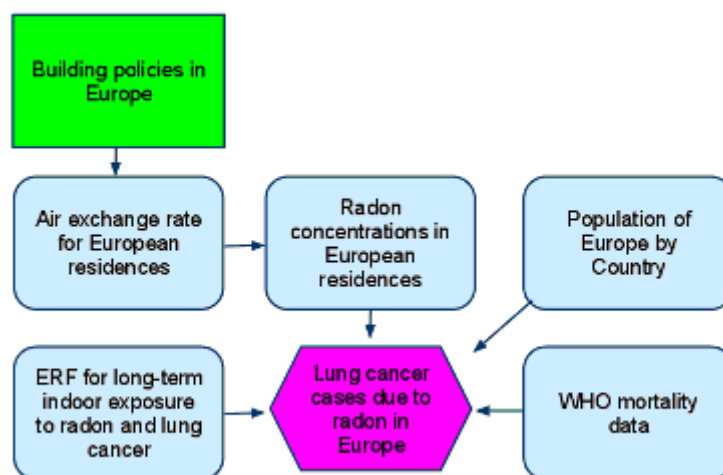 Building policies in
Europe
Air exchange rate
for European
residences
Radon
concentrations in
European
residences
Population of
Europe by
Country
ERF for long-term
indoor exposure
to radon and lung
cancer
Lung cancer
cases due to
radon in
Europe
WHO mortality
data